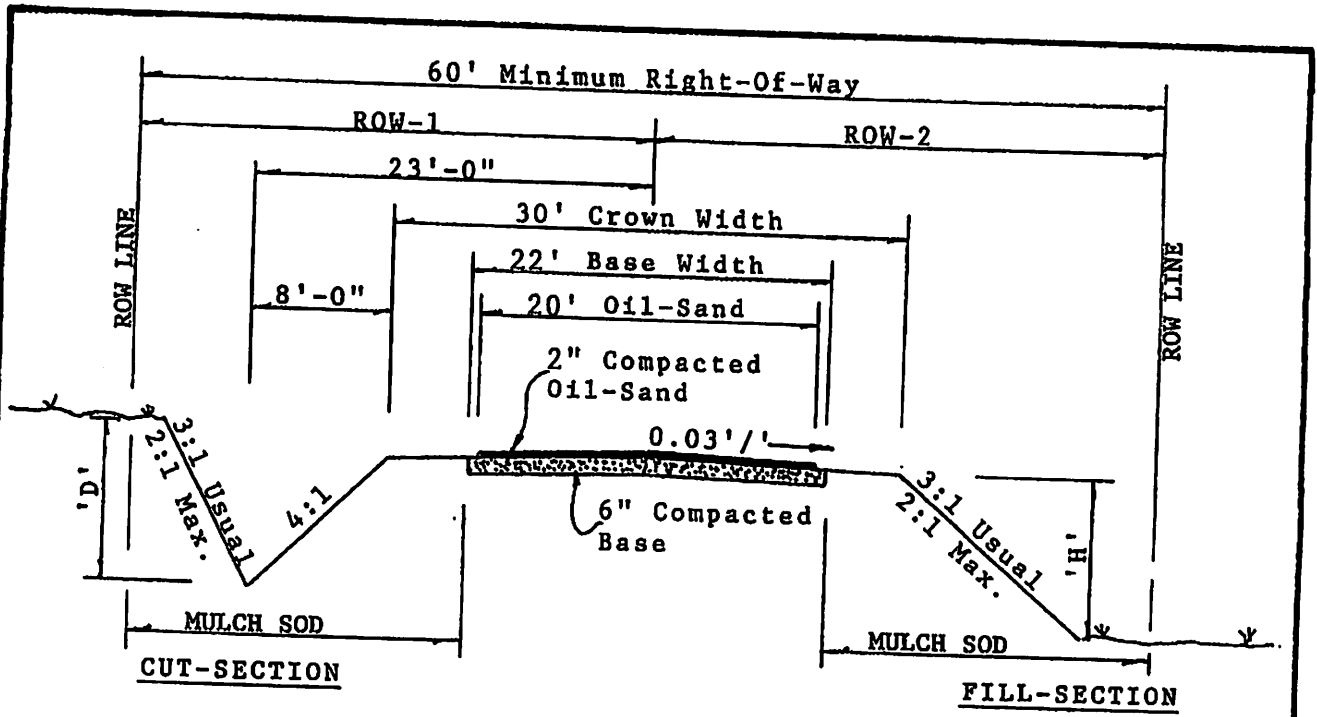 60' Minimum Right-Of-Way
ROW-1
ROW-2
23'-0"
30' Crown Width
22' Base Width
8'-0"
20' Oil-Sand
ROW LINE
ROW LINE
2" Compacted
Oil-Sand
0.03'/'
3:1 Usual
2:1 Max.
'D'
4:1
6" Compacted
Base
3:1 Usual
2:1 Max.
'H'
MULCH SOD
MULCH SOD
CUT-SECTION
FILL-SECTION